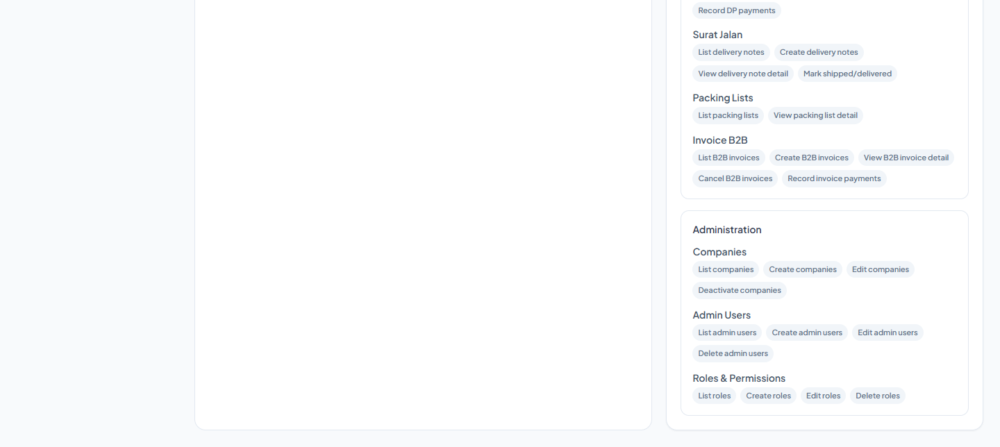 Record DP payments
Surat Jalan
List delivery notes Create delivery notes
View delivery note detail Mark shipped/delivered
Packing Lists
List packing lists View packing list detail
Invoice B2B
List B2B invoices Create B2B invoices View B2B invoice detail
Cancel B2B invoices Record invoice payments
Administration
Companies
List companies Create companies Edit companies
Deactivate companies
Admin Users
List admin users Create admin users Edit admin users
Delete admin users
Roles & Permissions
List roles Create roles Edit roles Delete roles